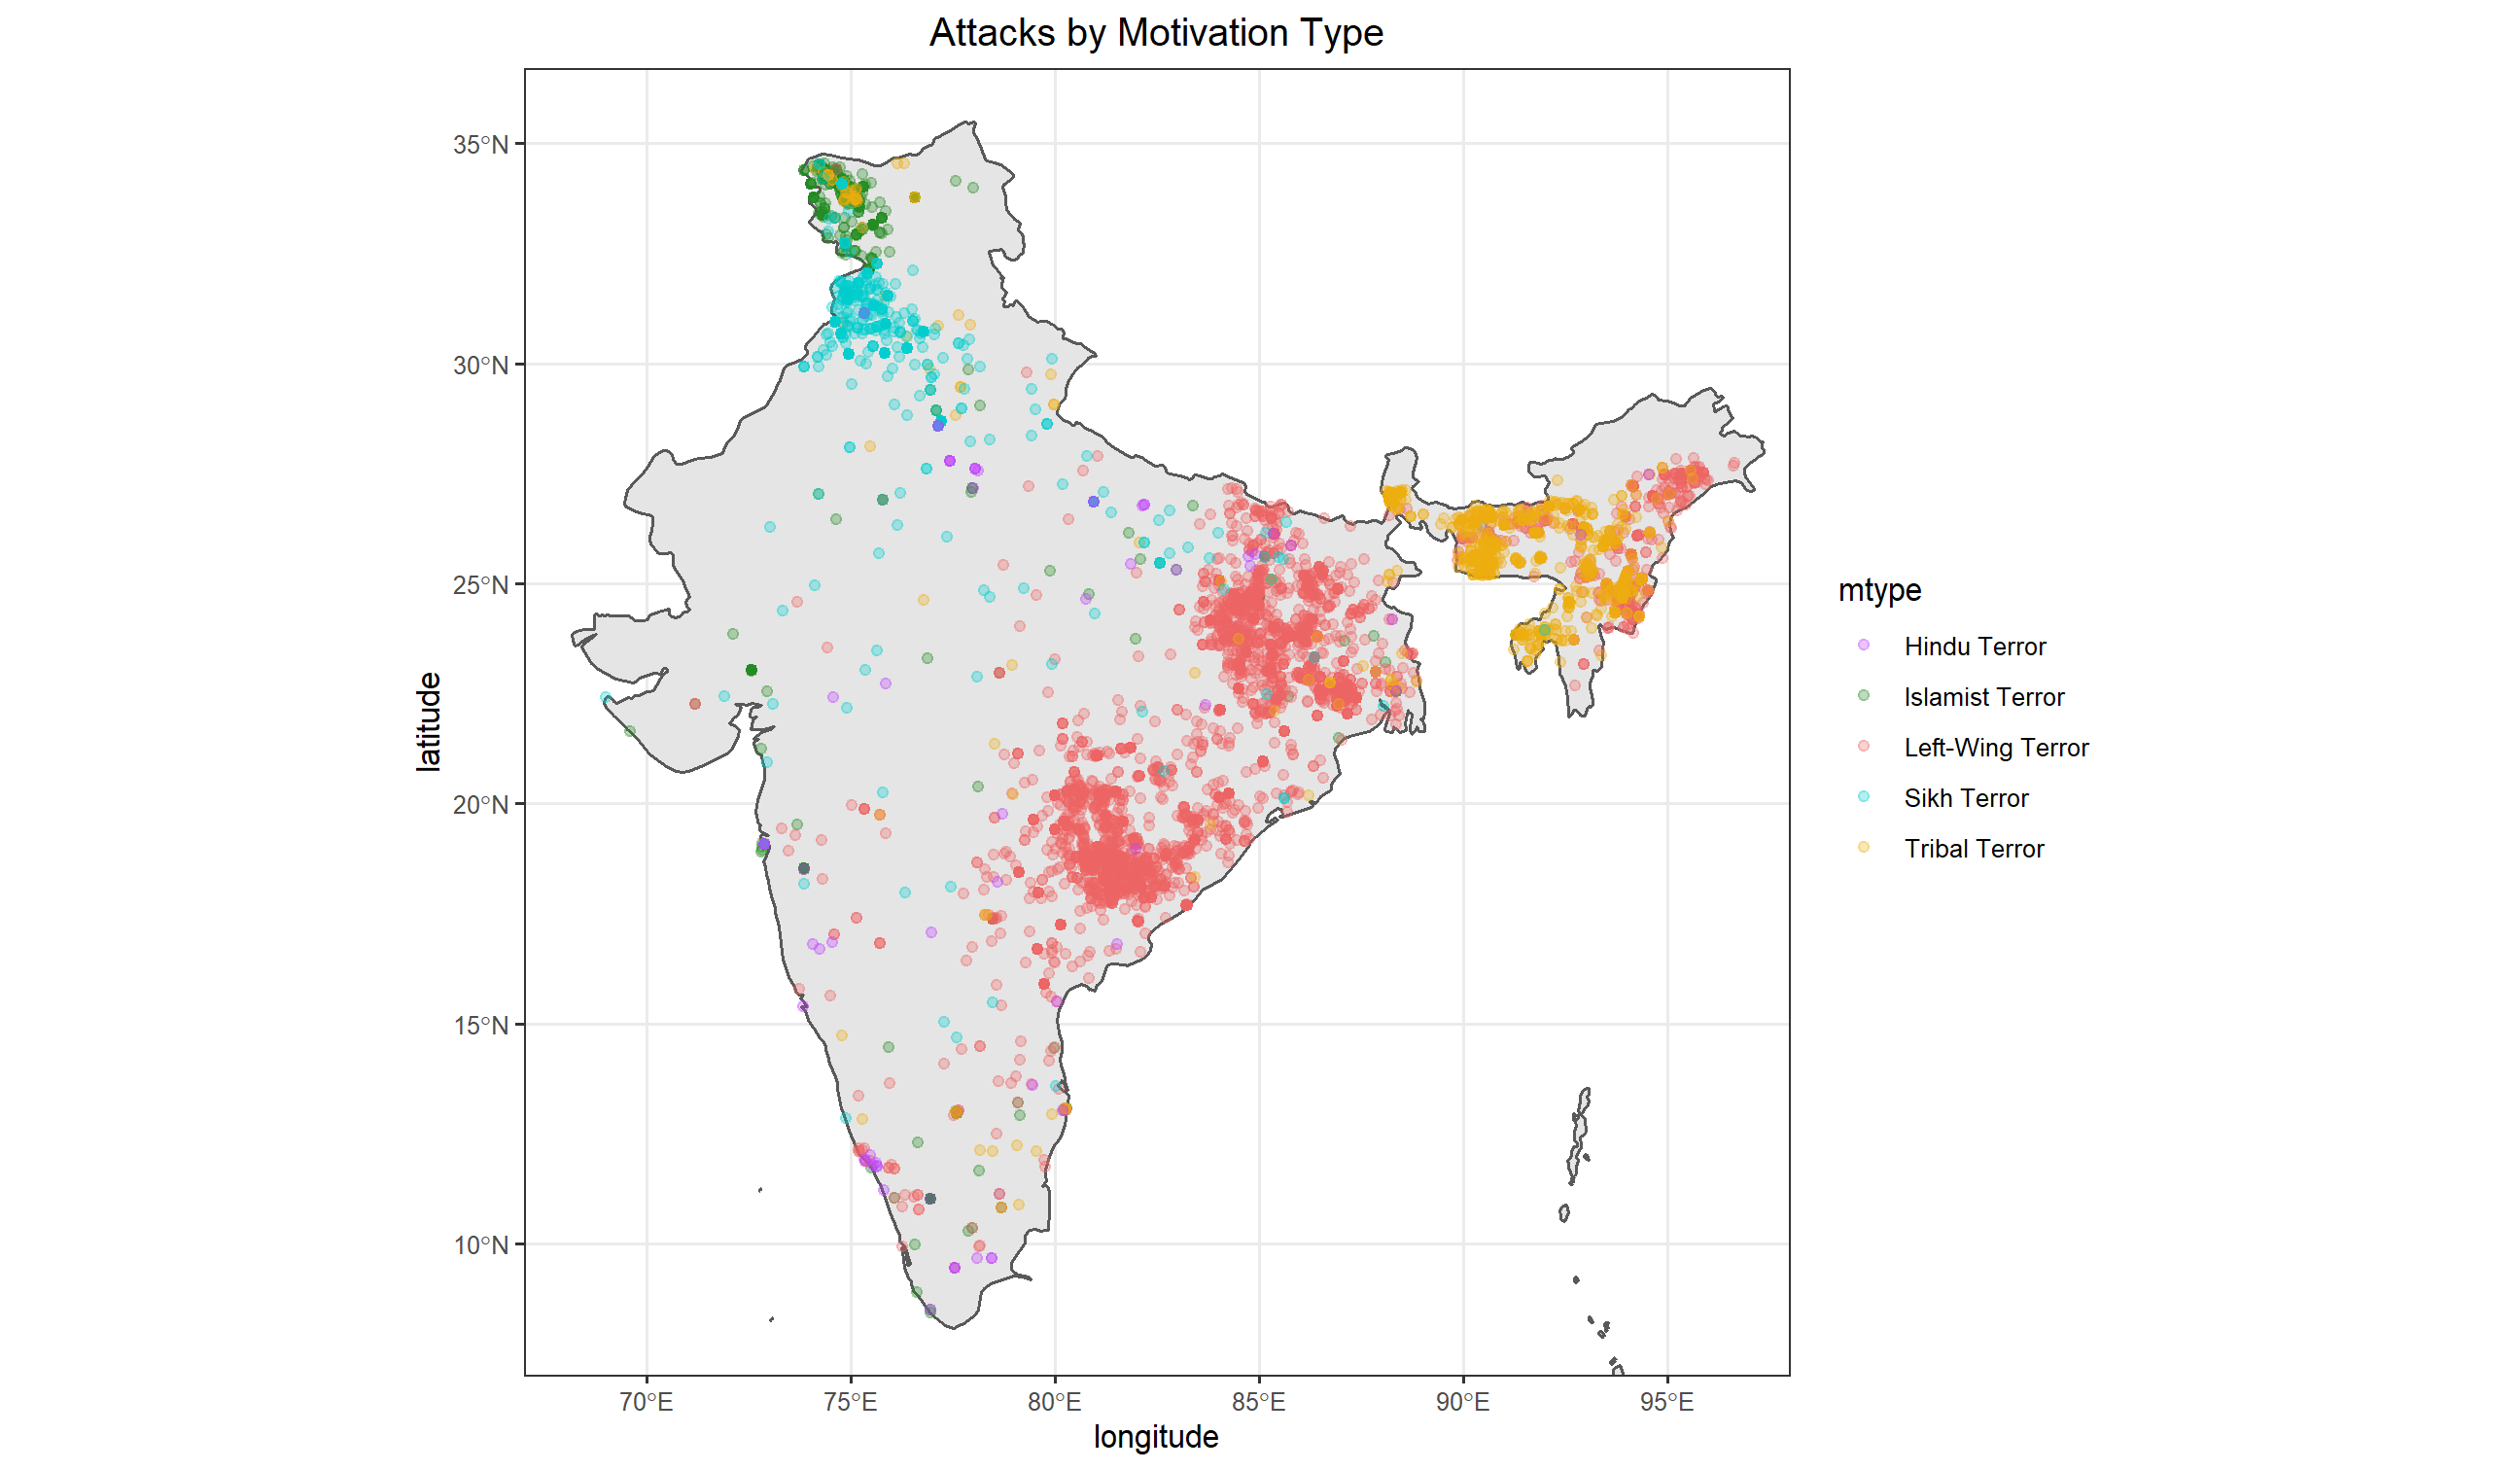 Attacks by Motivation Type
35°N
30°N
25°N
20°N
15°N
10°N
latitude
70°E
75°E
80°E
85°E
90°E
95°E
longitude
mtype
Hindu Terror
Islamist Terror
Left-Wing Terror
Sikh Terror
Tribal Terror